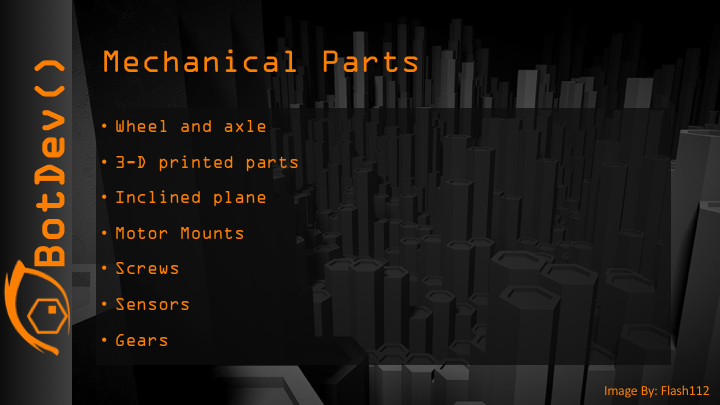 BotDev()
Mechanical Parts
• Wheel and axle
• 3-D printed parts
• Inclined plane
• Motor Mounts
• Screws
• Sensors
• Gears
Image By: Flash112